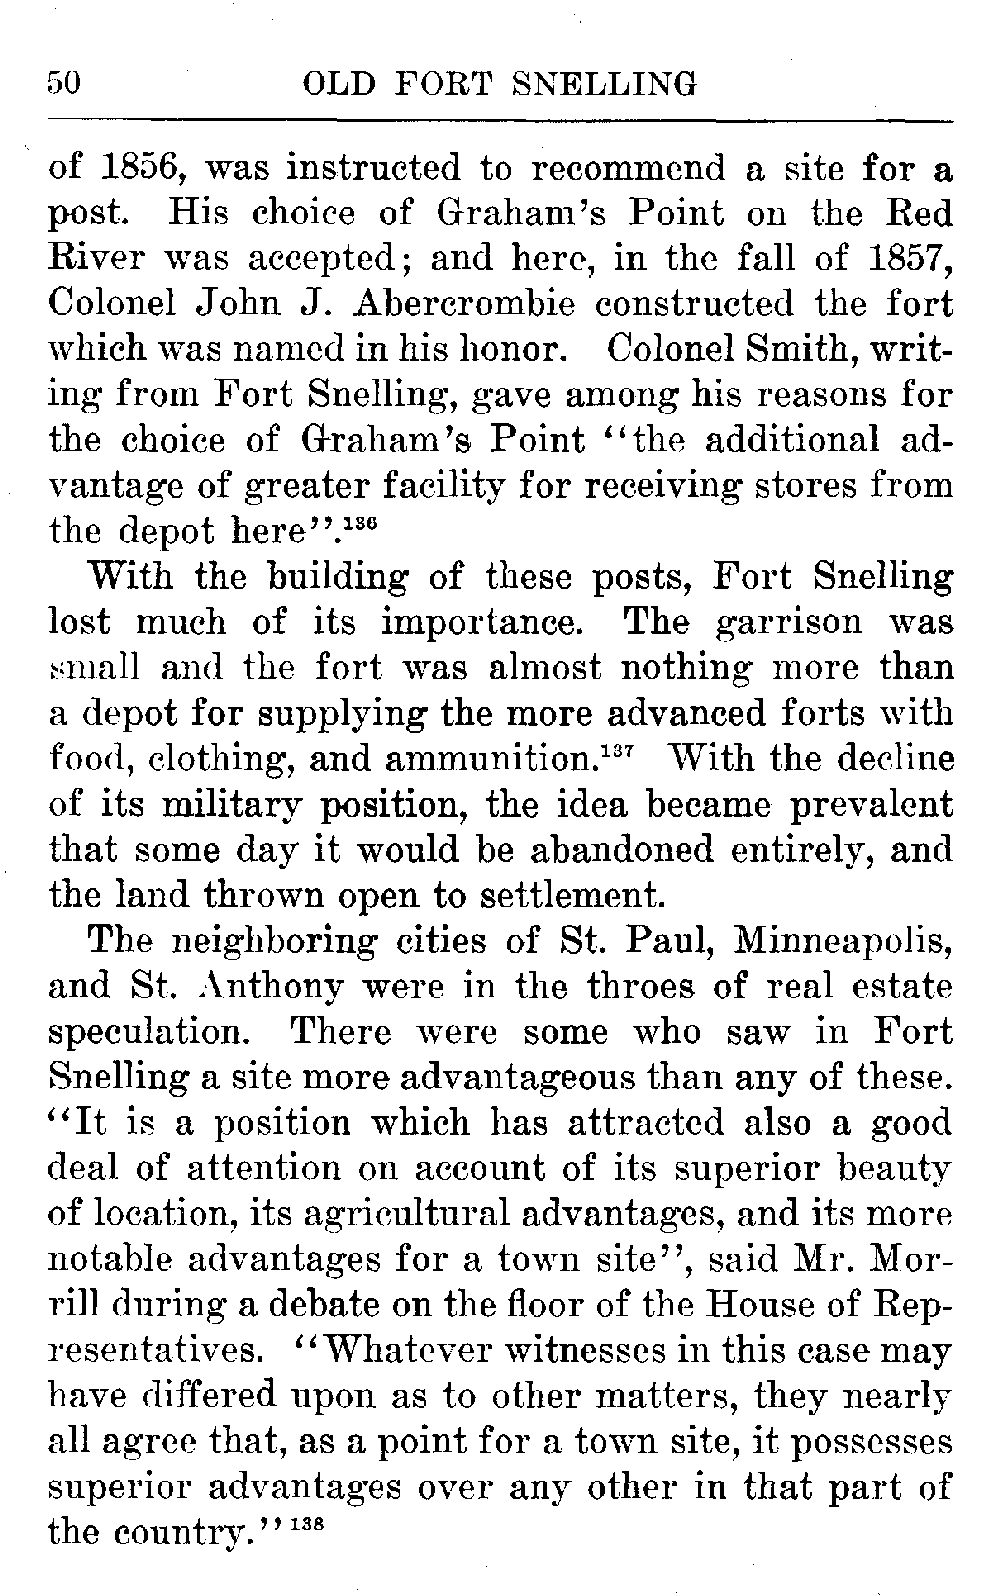 50 OLD FORT SNELLING
of 1856, was instructed to recommend a site for a
post. His choice of Graham's Point on the Red
River was accepted; and here, in the fall of 1857,
Colonel John J. Abercrombie constructed the fort
which was named in his honor. Colonel Smith, writ-
ing from Fort Snelling, gave among his reasons for
the choice of Graham's Point "the additional ad-
vantage of greater facility for receiving stores from
the depot here".¹³⁶
With the building of these posts, Fort Snelling
lost much of its importance. The garrison was
small and the fort was almost nothing more than
a depot for supplying the more advanced forts with
food, clothing, and ammunition.¹³⁷ With the decline
of its military position, the idea became prevalent
that some day it would be abandoned entirely, and
the land thrown open to settlement.
The neighboring cities of St. Paul, Minneapolis,
and St. Anthony were in the throes of real estate
speculation. There were some who saw in Fort
Snelling a site more advantageous than any of these.
"It is a position which has attracted also a good
deal of attention on account of its superior beauty
of location, its agricultural advantages, and its more
notable advantages for a town site", said Mr. Mor-
rill during a debate on the floor of the House of Rep-
resentatives. "Whatever witnesses in this case may
have differed upon as to other matters, they nearly
all agree that, as a point for a town site, it possesses
superior advantages over any other in that part of
the country."¹³⁸